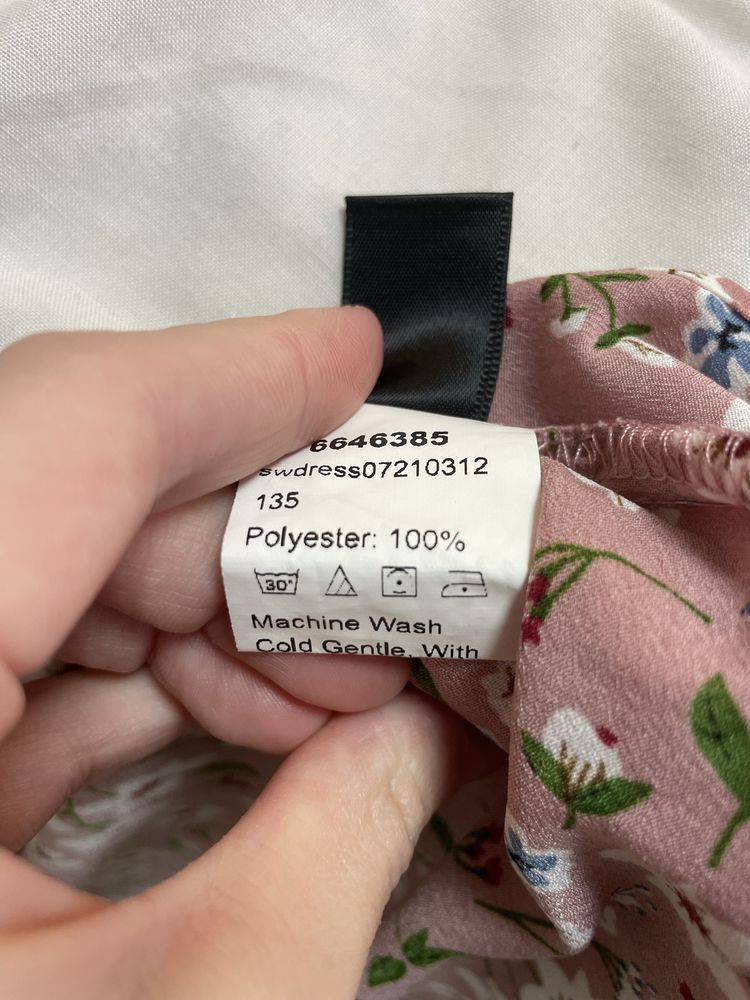 6646385
swdress07210312
135
Polyester: 100%
30°
Machine Wash
Cold Gentle, With